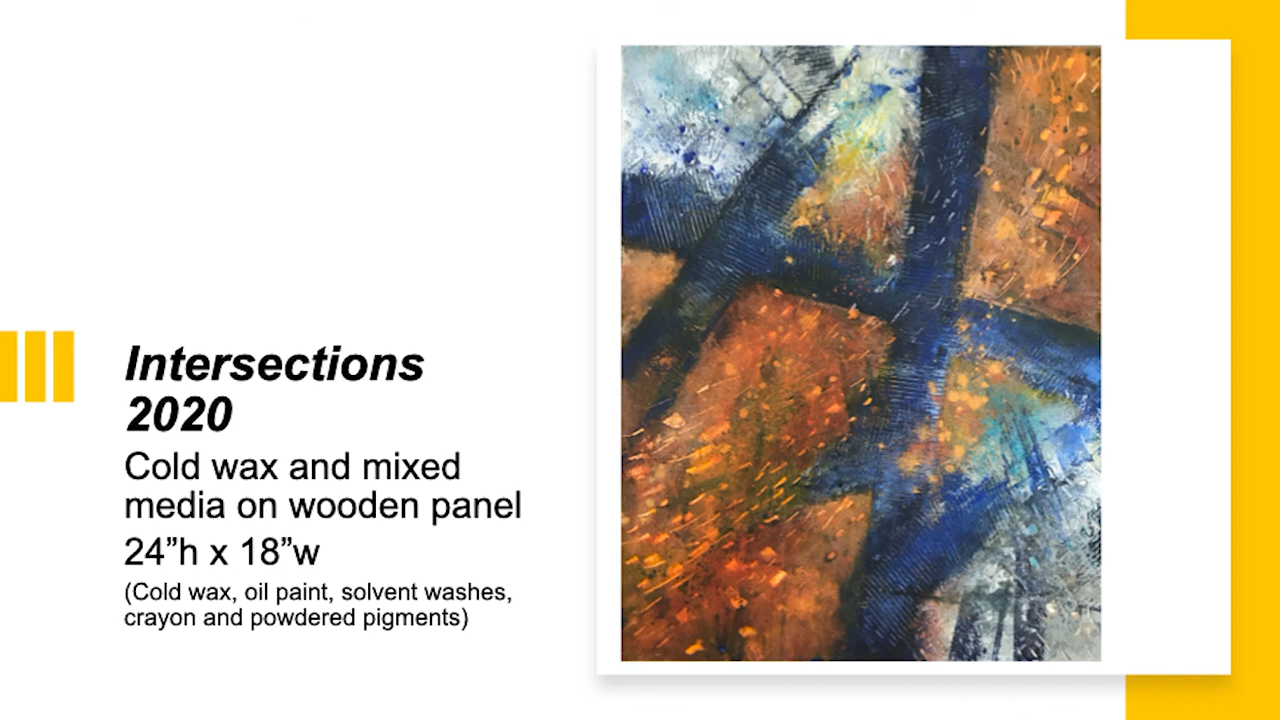 Intersections
2020
Cold wax and mixed
media on wooden panel
24”h x 18”w
(Cold wax, oil paint, solvent washes,
crayon and powdered pigments)